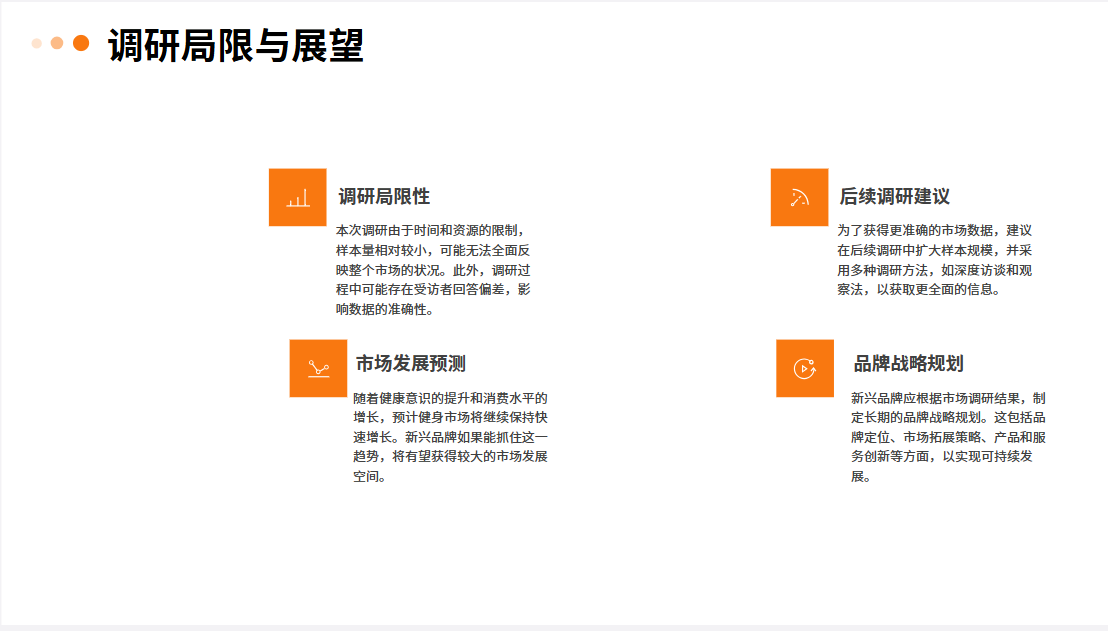 调研局限与展望
调研局限性
本次调研由于时间和资源的限制，
样本量相对较小，可能无法全面反
映整个市场的状况。此外，调研过
程中可能存在受访者回答偏差，影
响数据的准确性。
后续调研建议
为了获得更准确的市场数据，建议
在后续调研中扩大样本规模，并采
用多种调研方法，如深度访谈和观
察法，以获取更全面的信息。
市场发展预测
随着健康意识的提升和消费水平的
增长，预计健身市场将继续保持快
速增长。新兴品牌如果能抓住这一
趋势，将有望获得较大的市场发展
空间。
品牌战略规划
新兴品牌应根据市场调研结果，制
定长期的品牌战略规划。这包括品
牌定位、市场拓展策略、产品和服
务创新等方面，以实现可持续发
展。